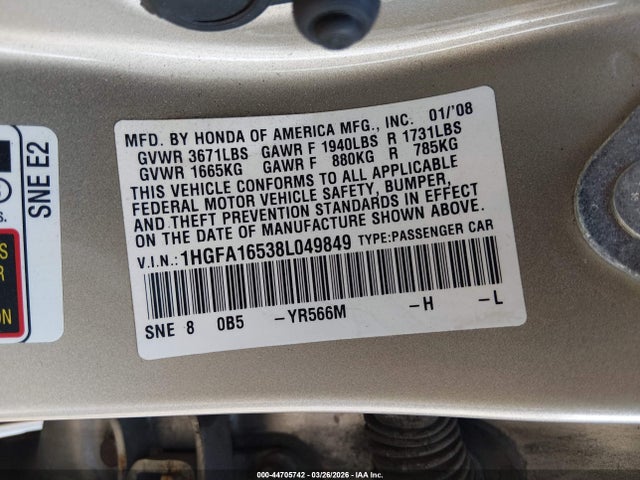 MFD. BY HONDA OF AMERICA MFG., INC. 01/'08
GVWR 3671LBS GAWR F 1940LBS R 1731LBS
GVWR 1665KG GAWR F 880KG R 785KG
THIS VEHICLE CONFORMS TO ALL APPLICABLE
FEDERAL MOTOR VEHICLE SAFETY, BUMPER,
AND THEFT PREVENTION STANDARDS IN EFFECT
ON THE DATE OF MANUFACTURE SHOWN ABOVE.
V.I.N.: 1HGFA16538L049849 TYPE:PASSENGER CAR
SNE 8 0B5 -YR566M -H -L
SNE E2
S.
S
R
ON
000-44705742 | 03/26/2026 | IAA Inc.